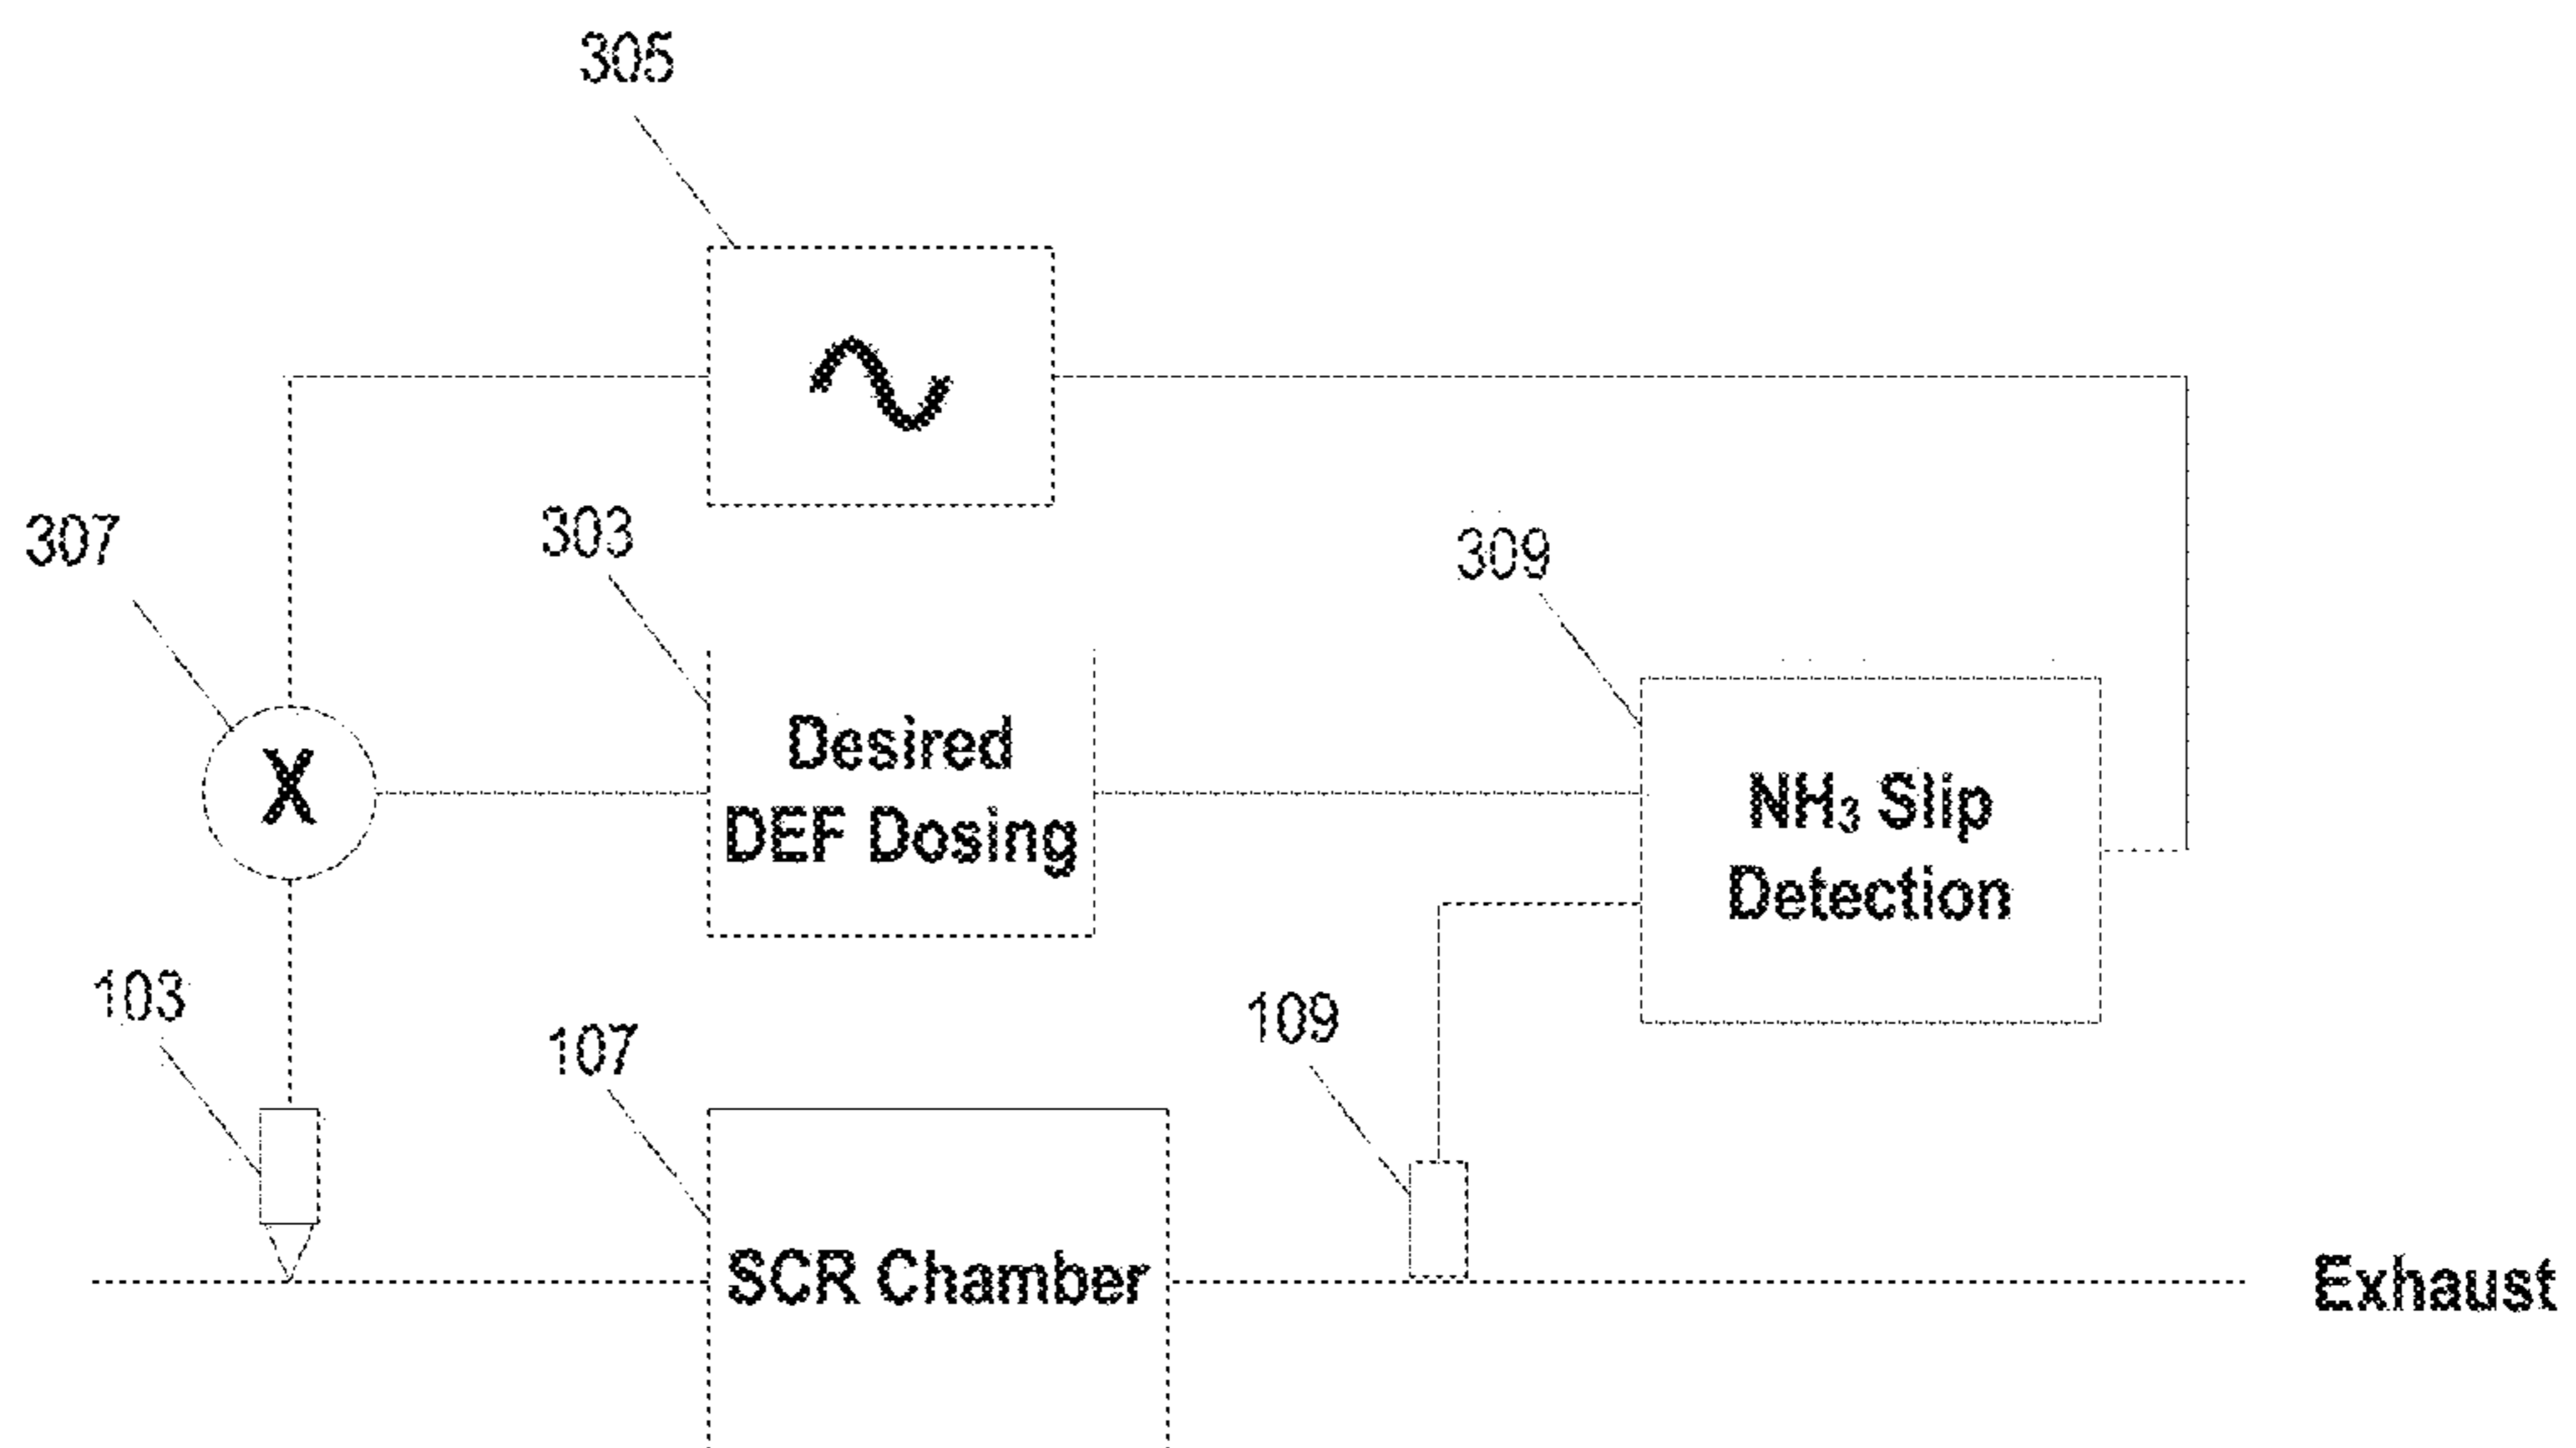 305
307
303
309
X
Desired
DEF Dosing
NH₃ Slip
Detection
103
107
109
SCR Chamber
Exhaust